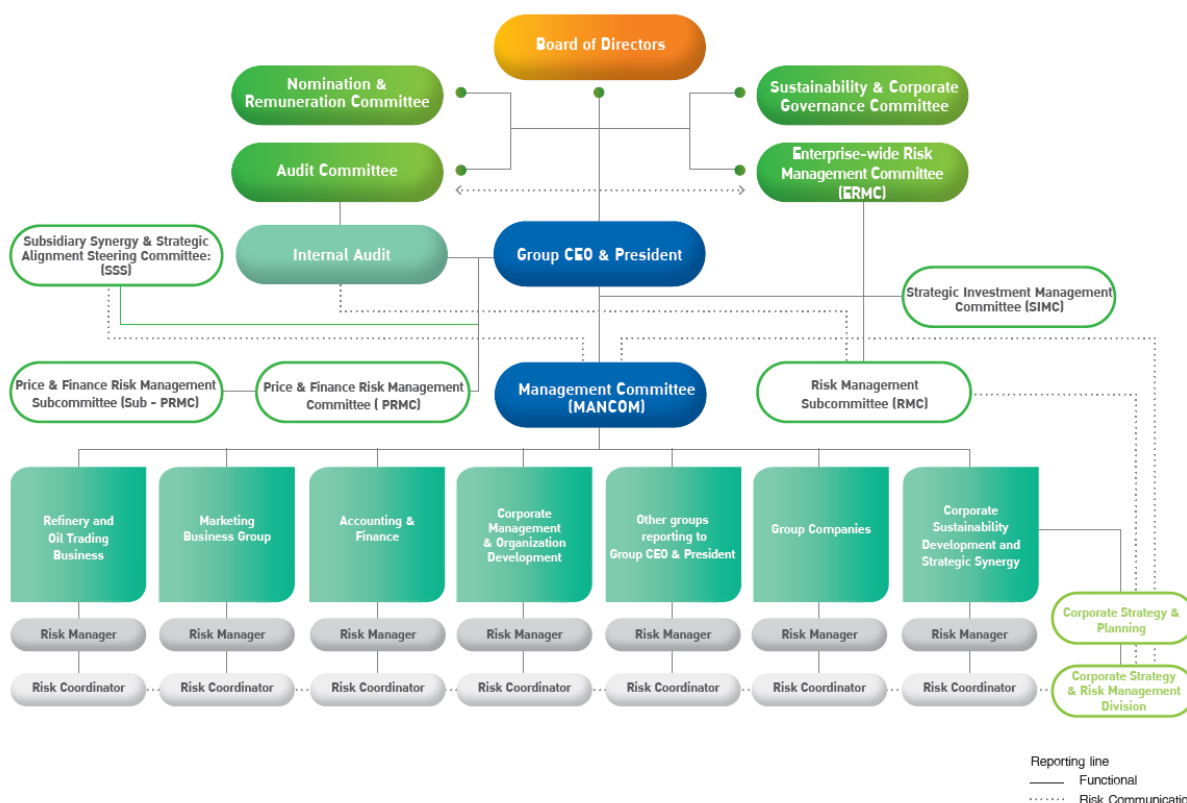 Board of Directors
Nomination &
Remuneration Committee
Sustainability & Corporate
Governance Committee
Audit Committee
Enterprise-wide Risk
Management Committee
(ERMC)
Subsidiary Synergy & Strategic
Alignment Steering Committee:
(SSS)
Internal Audit
Group CEO & President
Strategic Investment Management
Committee (SIMC)
Price & Finance Risk Management
Subcommittee (Sub - PRMC)
Price & Finance Risk Management
Committee ( PRMC)
Management Committee
(MANCOM)
Risk Management
Subcommittee (RMC)
Refinery and
Oil Trading
Business
Marketing
Business Group
Accounting &
Finance
Corporate
Management
& Organization
Development
Other groups
reporting to
Group CEO & President
Group Companies
Corporate
Sustainability
Development and
Strategic Synergy
Corporate Strategy &
Planning
Risk Manager
Risk Manager
Risk Manager
Risk Manager
Risk Manager
Risk Manager
Risk Manager
Risk Coordinator
Risk Coordinator
Risk Coordinator
Risk Coordinator
Risk Coordinator
Risk Coordinator
Risk Coordinator
Corporate Strategy
& Risk Management
Division
Reporting line
Functional
Risk Communication